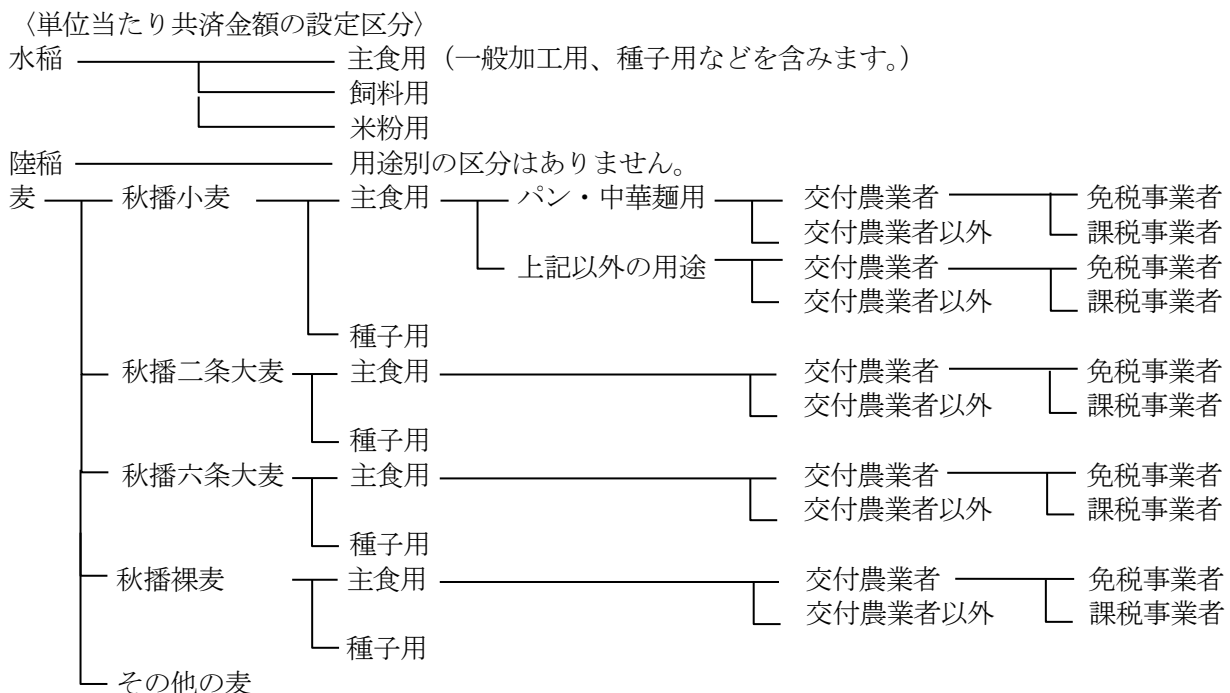 〈単位当たり共済金額の設定区分〉
水稲 主食用（一般加工用、種子用などを含みます。）
飼料用
米粉用
陸稲 用途別の区分はありません。
麦 秋播小麦 主食用 パン・中華麺用 交付農業者 免税事業者
交付農業者以外 課税事業者
上記以外の用途 交付農業者 免税事業者
交付農業者以外 課税事業者
種子用
秋播二条大麦 主食用 交付農業者 免税事業者
交付農業者以外 課税事業者
種子用
秋播六条大麦 主食用 交付農業者 免税事業者
交付農業者以外 課税事業者
種子用
秋播裸麦 主食用 交付農業者 免税事業者
交付農業者以外 課税事業者
種子用
その他の麦